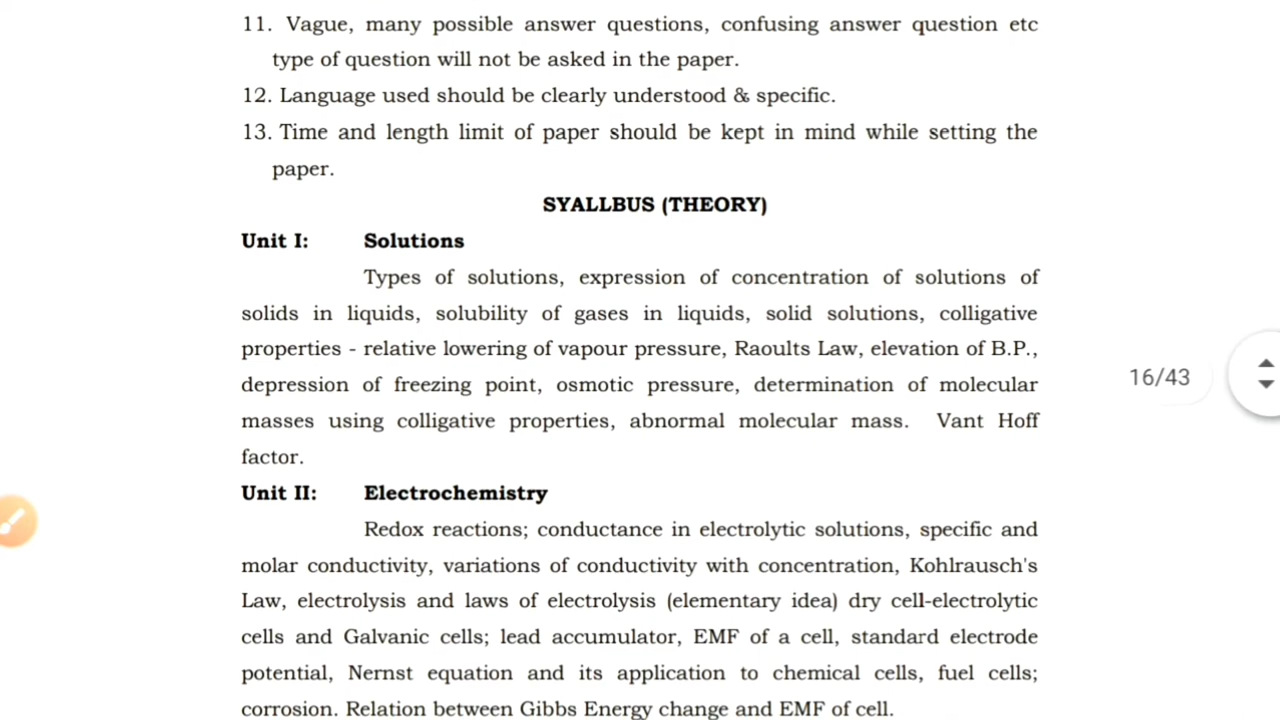 11. Vague, many possible answer questions, confusing answer question etc
type of question will not be asked in the paper.
12. Language used should be clearly understood & specific.
13. Time and length limit of paper should be kept in mind while setting the
paper.
SYALLBUS (THEORY)
Unit I: Solutions
Types of solutions, expression of concentration of solutions of
solids in liquids, solubility of gases in liquids, solid solutions, colligative
properties - relative lowering of vapour pressure, Raoults Law, elevation of B.P.,
depression of freezing point, osmotic pressure, determination of molecular
masses using colligative properties, abnormal molecular mass. Vant Hoff
factor.
Unit II: Electrochemistry
Redox reactions; conductance in electrolytic solutions, specific and
molar conductivity, variations of conductivity with concentration, Kohlrausch's
Law, electrolysis and laws of electrolysis (elementary idea) dry cell-electrolytic
cells and Galvanic cells; lead accumulator, EMF of a cell, standard electrode
potential, Nernst equation and its application to chemical cells, fuel cells;
corrosion. Relation between Gibbs Energy change and EMF of cell.
16/43